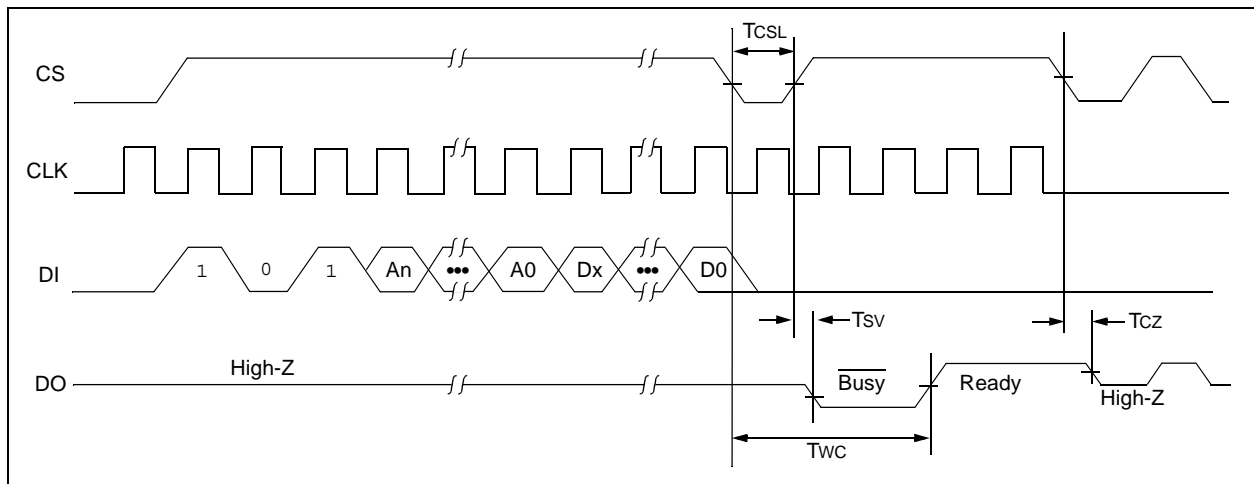 TCSL
CS
CLK
DI
1 0 1 An ••• A0 Dx ••• D0
TSV
TCZ
DO
High-Z
Busy
Ready
High-Z
TWC